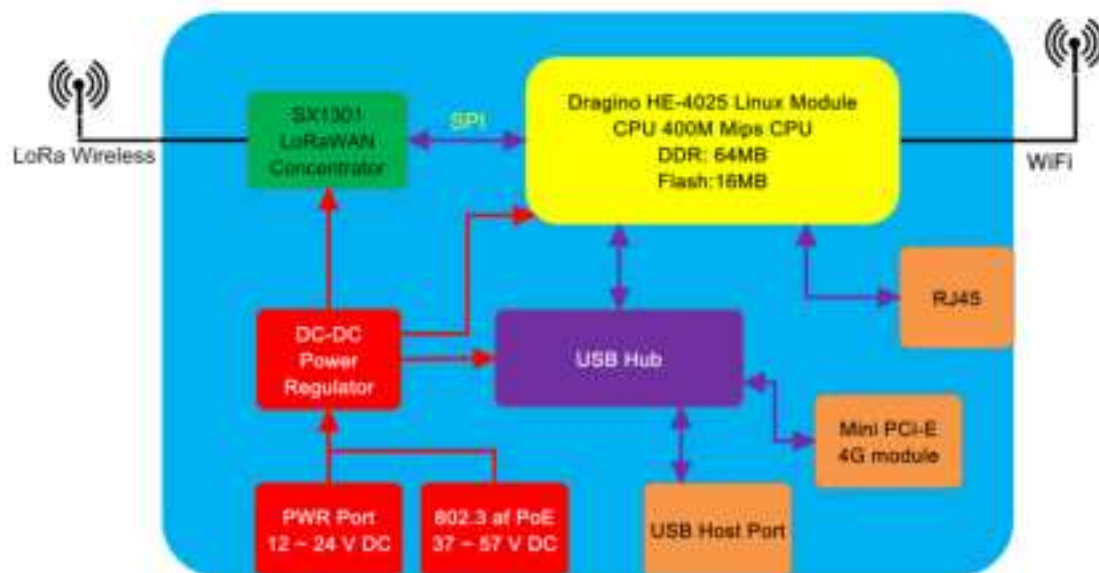 LoRa Wireless
SX1301
LoRaWAN
Concentrator
SPI
Dragino HE-4025 Linux Module
CPU 400M Mips CPU
DDR: 64MB
Flash:16MB
WiFi
RJ45
DC-DC
Power
Regulator
USB Hub
Mini PCI-E
4G module
PWR Port
12 ~ 24 V DC
802.3 af PoE
37 ~ 57 V DC
USB Host Port